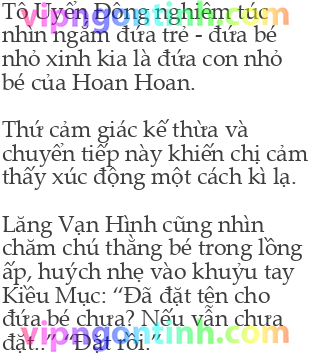 Tô Uyển Đông nghiêm túc
nhìn ngắm đứa trẻ - đứa bé
nhỏ xinh kia là đứa con nhỏ
bé của Hoan Hoan.
Thứ cảm giác kế thừa và
chuyển tiếp này khiến chị cảm
thấy xúc động một cách kì lạ.
Lăng Vạn Hình cũng nhìn
chăm chú thằng bé trong lồng
ấp, huých nhẹ vào khuỷu tay
Kiều Mục: “Đã đặt tên cho
đứa bé chưa? Nếu vẫn chưa
đặt..” “Đặt rồi.”
vipngontinh.com
vipngontinh.com